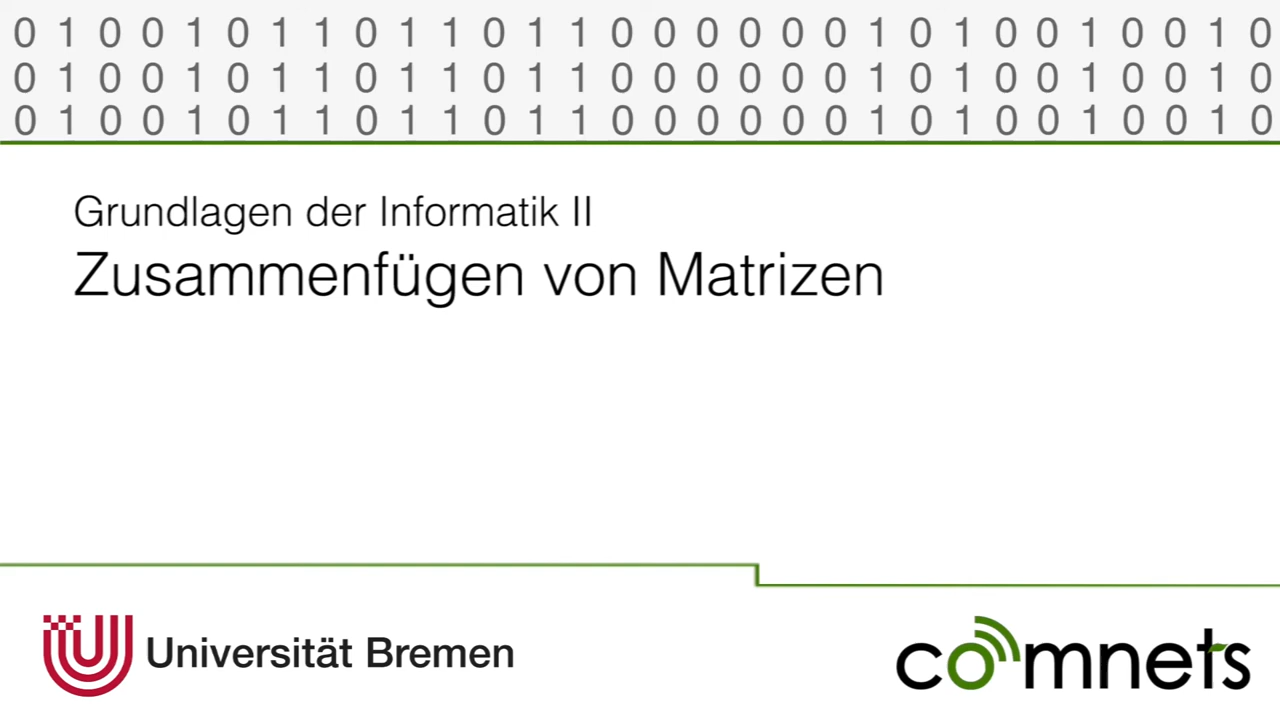 0 1 0 0 1 0 1 1 0 1 1 0 1 1 0 0 0 0 0 0 1 0 1 0 0 1 0 0 1 0
0 1 0 0 1 0 1 1 0 1 1 0 1 1 0 0 0 0 0 0 1 0 1 0 0 1 0 0 1 0
0 1 0 0 1 0 1 1 0 1 1 0 1 1 0 0 0 0 0 0 1 0 1 0 0 1 0 0 1 0
Grundlagen der Informatik II
Zusammenfügen von Matrizen
Universität Bremen
comnets